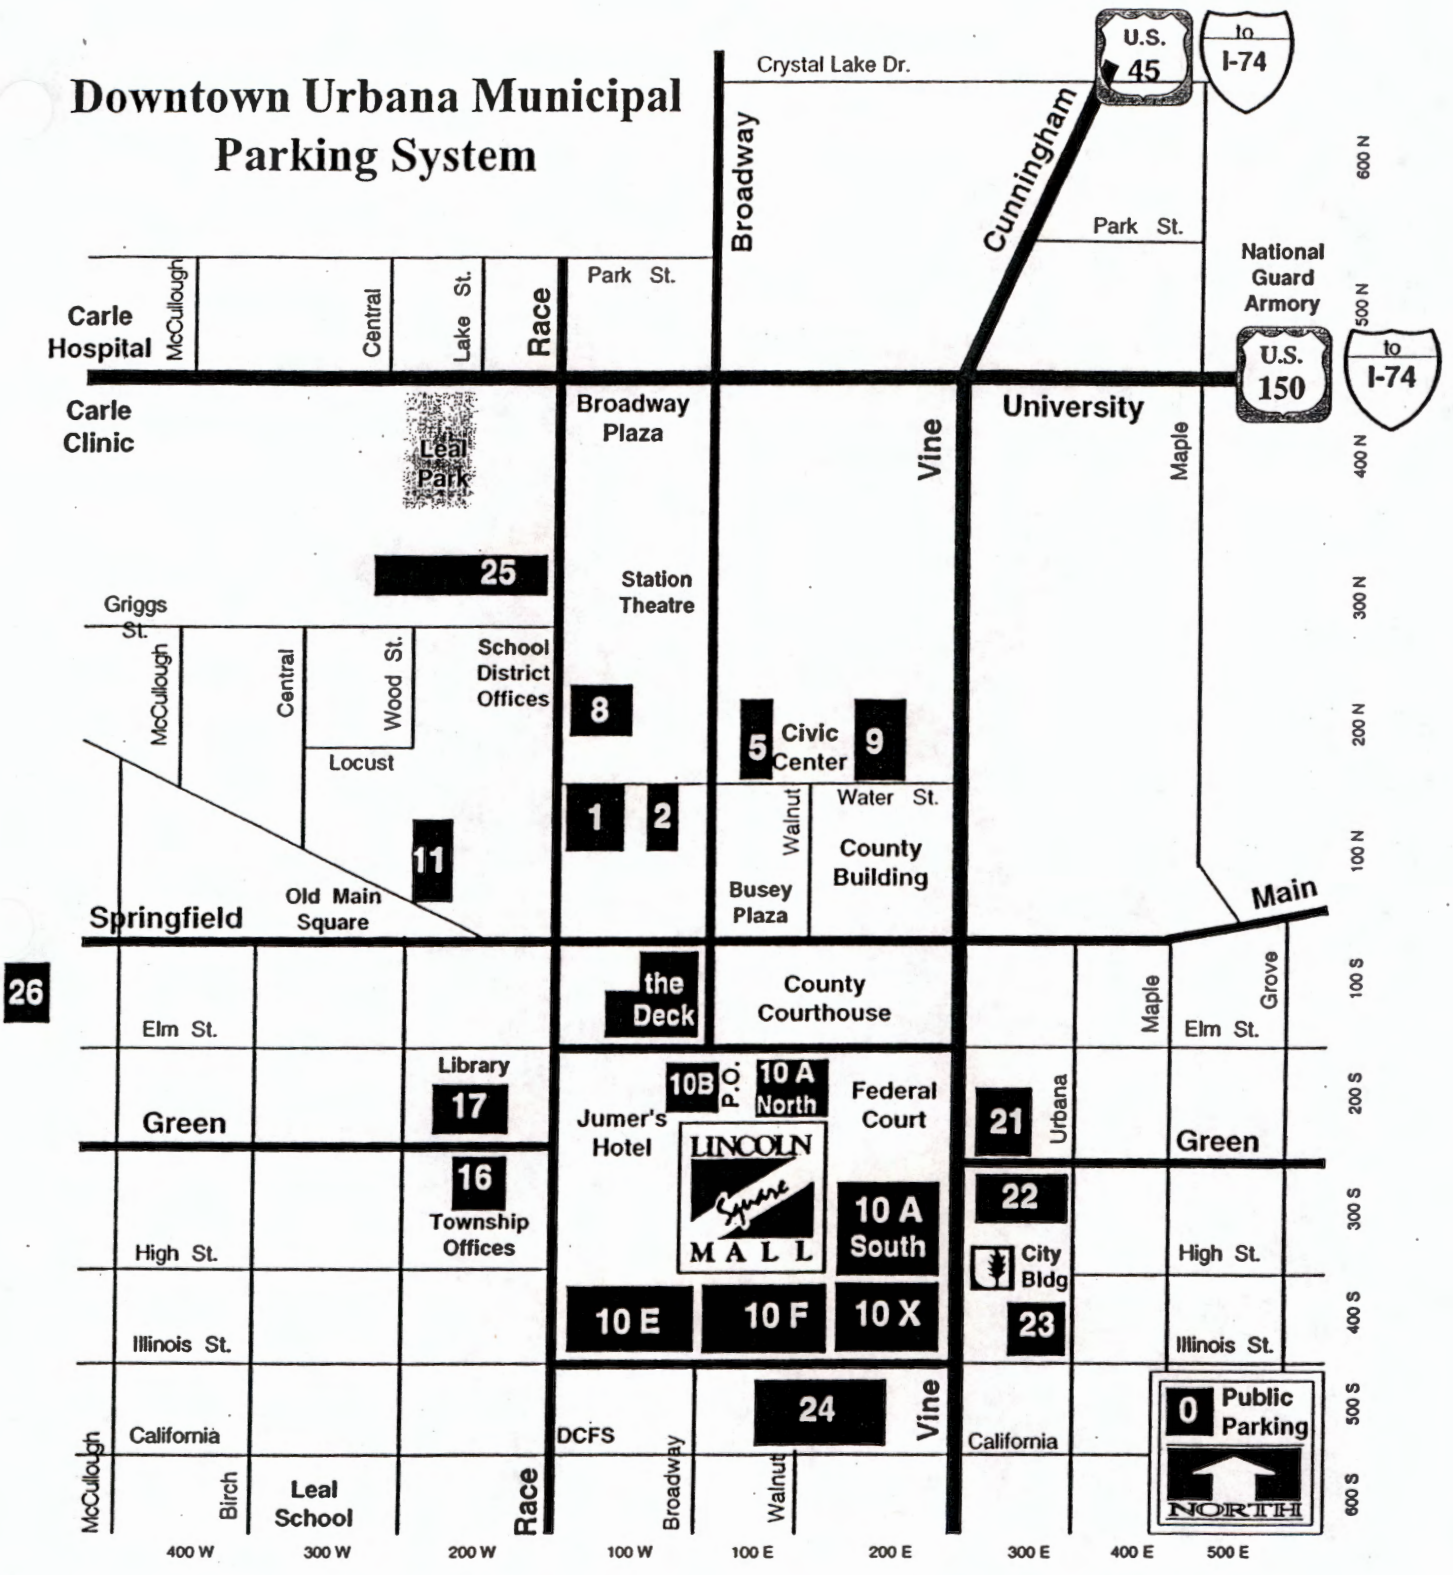 Downtown Urbana Municipal
Parking System
Crystal Lake Dr.
U.S.
45
to
I-74
Broadway
Cunningham
600 N
Park St.
National
Guard
Armory
500 N
Carle
Hospital
McCullough
Central
Lake St.
Race
Park St.
U.S.
150
to
I-74
Carle
Clinic
Leal
Park
Broadway
Plaza
Vine
University
Maple
400 N
25
Station
Theatre
300 N
Griggs
St.
McCullough
Central
Wood St.
School
District
Offices
Locust
8
5
Civic
Center
9
200 N
1
2
Walnut
Water St.
11
County
Building
100 N
Busey
Plaza
Old Main
Square
Springfield
Main
26
the
Deck
County
Courthouse
Maple
Grove
100 S
Elm St.
Elm St.
Library
17
10B
P.O.
10 A
North
Federal
Court
Jumer's
Hotel
21
Urbana
200 S
Green
Green
LINCOLN
Square
MALL
16
Township
Offices
10 A
South
22
300 S
High St.
City
Bldg
High St.
10 E
10 F
10 X
23
400 S
Illinois St.
Illinois St.
24
Vine
0
Public
Parking
500 S
California
DCFS
California
McCullough
Birch
Leal
School
Race
Broadway
Walnut
NORTH
600 S
400 W
300 W
200 W
100 W
100 E
200 E
300 E
400 E
500 E